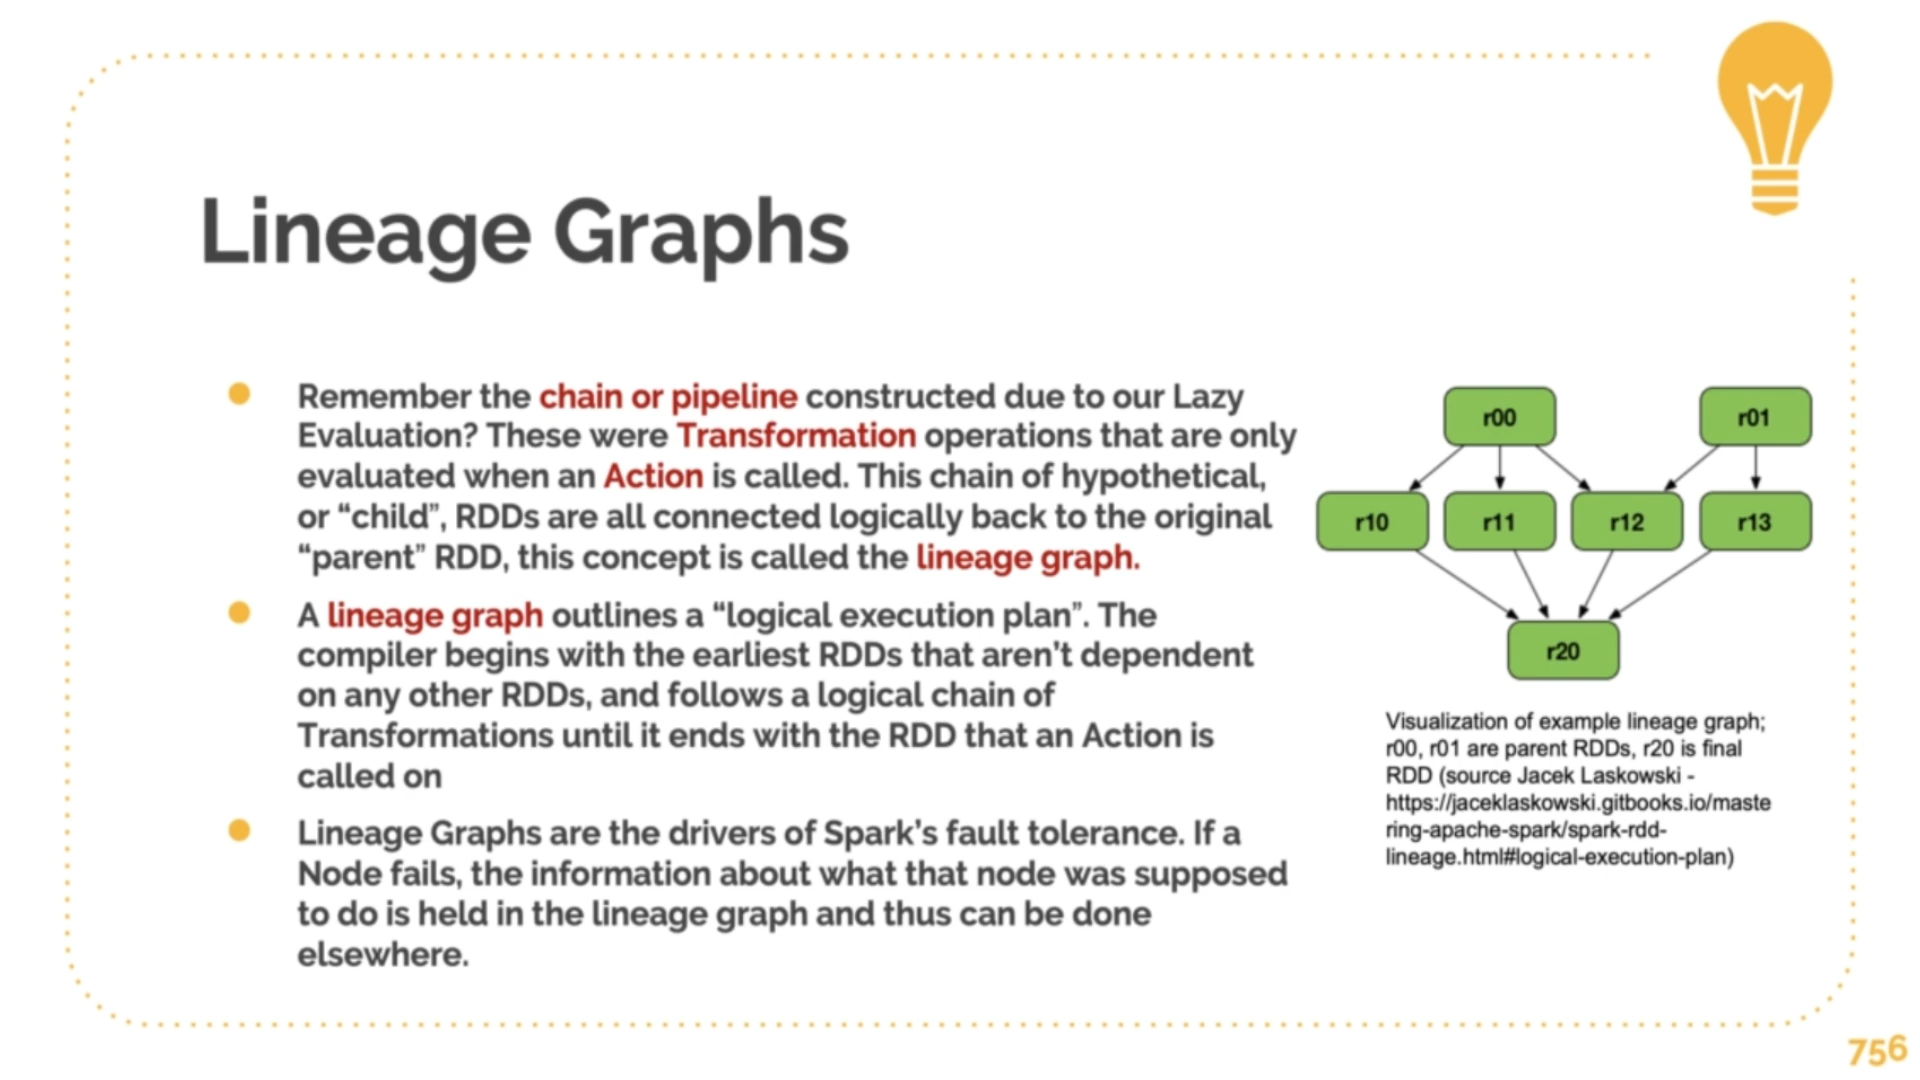 Lineage Graphs
Remember the chain or pipeline constructed due to our Lazy
Evaluation? These were Transformation operations that are only
evaluated when an Action is called. This chain of hypothetical,
or “child”, RDDs are all connected logically back to the original
“parent” RDD, this concept is called the lineage graph.
A lineage graph outlines a “logical execution plan”. The
compiler begins with the earliest RDDs that aren’t dependent
on any other RDDs, and follows a logical chain of
Transformations until it ends with the RDD that an Action is
called on
Lineage Graphs are the drivers of Spark’s fault tolerance. If a
Node fails, the information about what that node was supposed
to do is held in the lineage graph and thus can be done
elsewhere.
r00 r01
r10 r11 r12 r13
r20
Visualization of example lineage graph;
r00, r01 are parent RDDs, r20 is final
RDD (source Jacek Laskowski -
https://jaceklaskowski.gitbooks.io/maste
ring-apache-spark/spark-rdd-
lineage.html#logical-execution-plan)
756